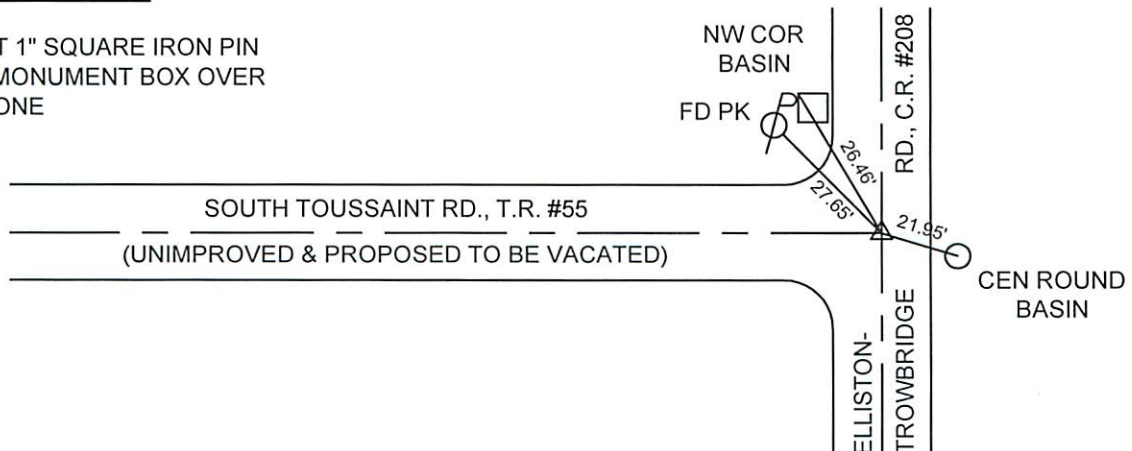 T 1" SQUARE IRON PIN
MONUMENT BOX OVER
ONE
NW COR
BASIN
FD PK
RD., C.R. #208
26.46'
27.65'
21.95'
SOUTH TOUSSAINT RD., T.R. #55
(UNIMPROVED & PROPOSED TO BE VACATED)
CEN ROUND
BASIN
ELLISTON-
TROWBRIDGE